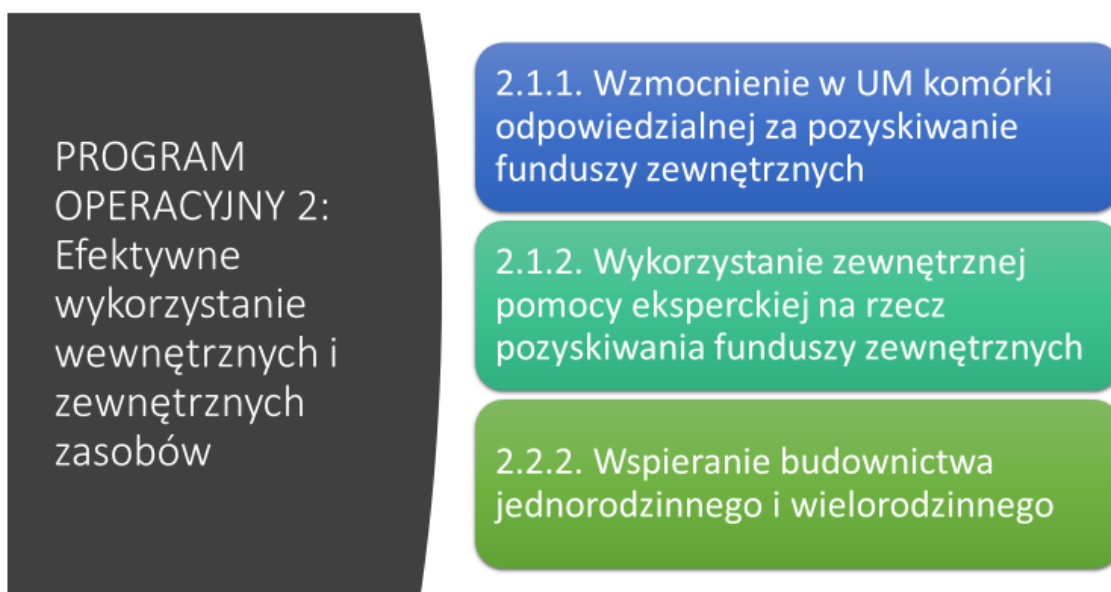 PROGRAM
OPERACYJNY 2:
Efektywne
wykorzystanie
wewnętrznych i
zewnętrznych
zasobów
2.1.1. Wzmocnienie w UM komórki
odpowiedzialnej za pozyskiwanie
funduszy zewnętrznych
2.1.2. Wykorzystanie zewnętrznej
pomocy eksperckiej na rzecz
pozyskiwania funduszy zewnętrznych
2.2.2. Wspieranie budownictwa
jednorodzinnego i wielorodzinnego